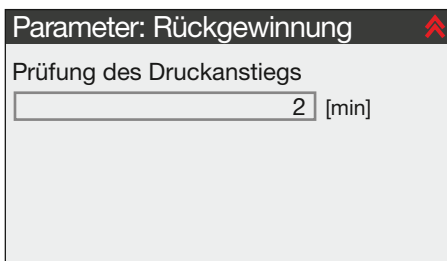 Parameter: Rückgewinnung
Prüfung des Druckanstiegs
2 [min]